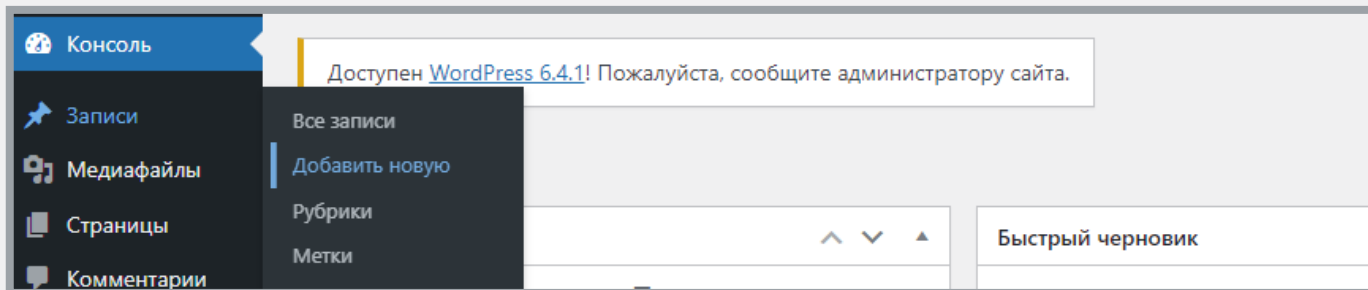 Консоль
Доступен WordPress 6.4.1! Пожалуйста, сообщите администратору сайта.
Записи
Все записи
Добавить новую
Рубрики
Метки
Медиафайлы
Страницы
Комментарии
Быстрый черновик